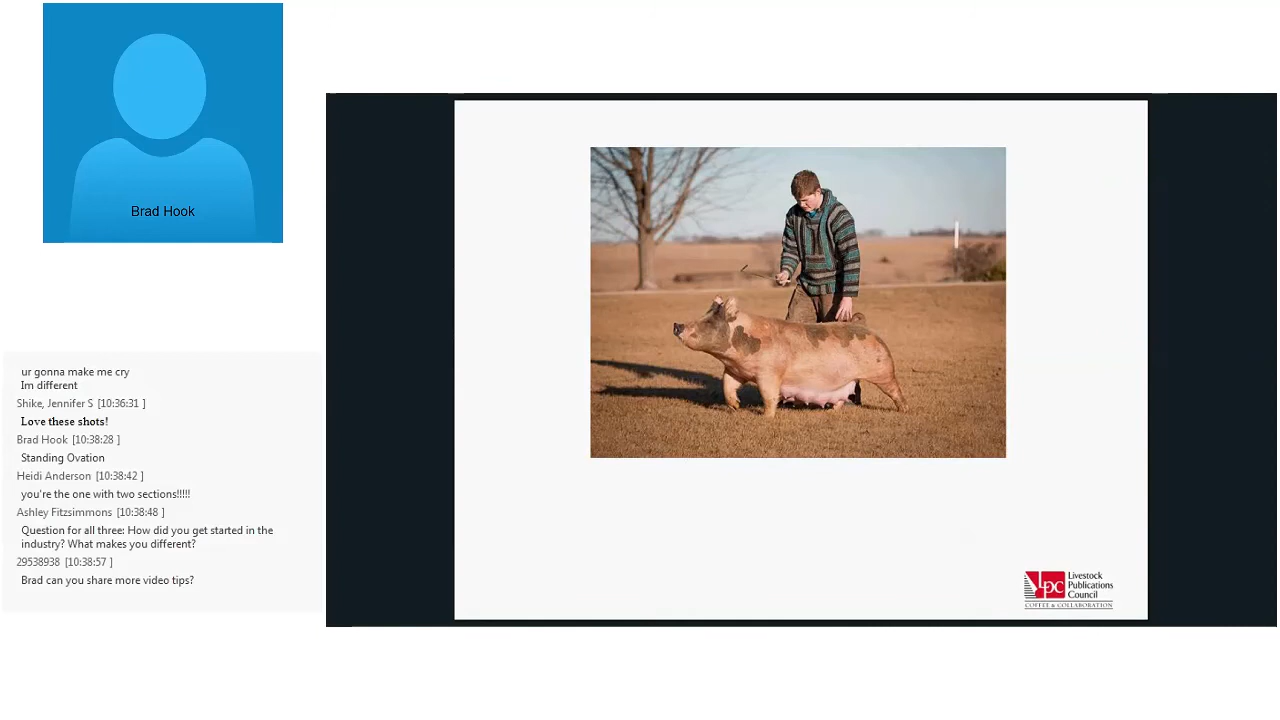 Brad Hook
ur gonna make me cry
Im different
Shike, Jennifer S [10:36:31 ]
Love these shots!
Brad Hook [10:38:28 ]
Standing Ovation
Heidi Anderson [10:38:42 ]
you're the one with two sections!!!!!
Ashley Fitzsimmons [10:38:48 ]
Question for all three: How did you get started in the
industry? What makes you different?
29538938 [10:38:57 ]
Brad can you share more video tips?
LPC
Livestock
Publications
Council
COFFEE & COLLABORATION